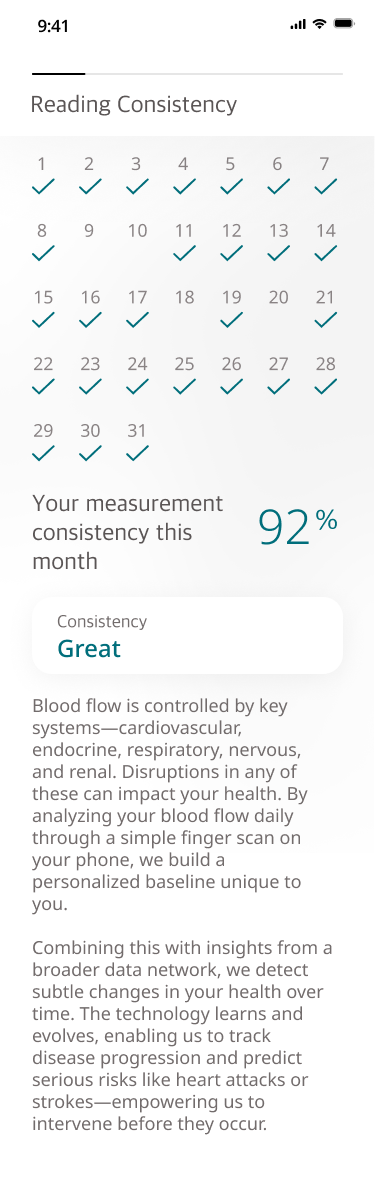 9:41
Reading Consistency
1 2 3 4 5 6 7
8 9 10 11 12 13 14
15 16 17 18 19 20 21
22 23 24 25 26 27 28
29 30 31
Your measurement
consistency this
month
92%
Consistency
Great
Blood flow is controlled by key
systems—cardiovascular,
endocrine, respiratory, nervous,
and renal. Disruptions in any of
these can impact your health. By
analyzing your blood flow daily
through a simple finger scan on
your phone, we build a
personalized baseline unique to
you.
Combining this with insights from a
broader data network, we detect
subtle changes in your health over
time. The technology learns and
evolves, enabling us to track
disease progression and predict
serious risks like heart attacks or
strokes—empowering us to
intervene before they occur.